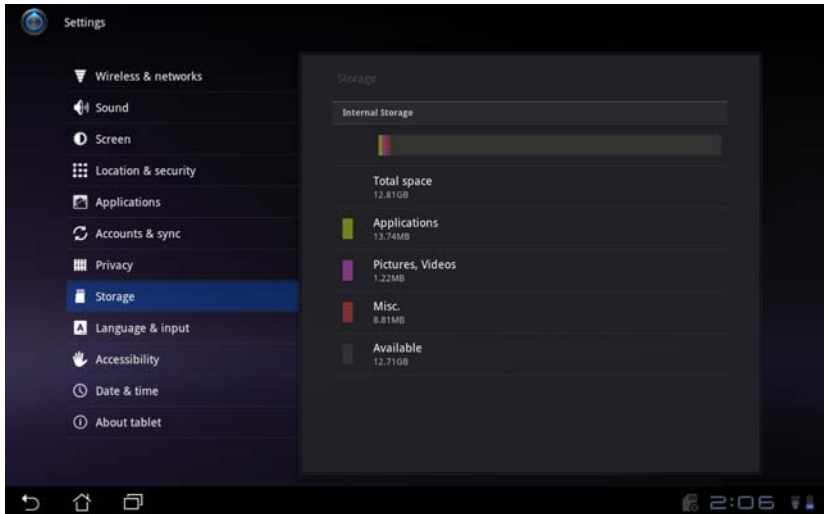 Settings
Wireless & networks
Sound
Screen
Location & security
Applications
Accounts & sync
Privacy
Storage
Language & input
Accessibility
Date & time
About tablet
Storage
Internal Storage
Total space
12.81GB
Applications
13.74MB
Pictures, Videos
1.22MB
Misc.
8.81MB
Available
12.71GB
2:06